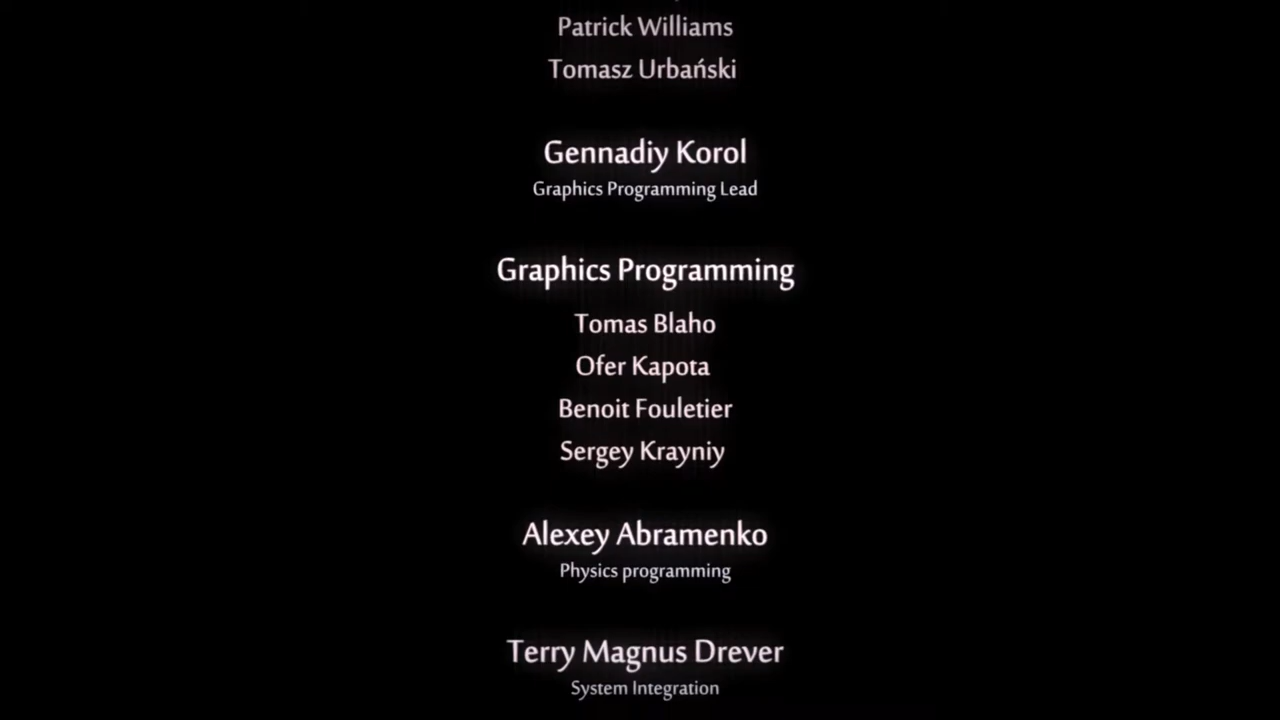 Patrick Williams
Tomasz Urbański
Gennadiy Korol
Graphics Programming Lead
Graphics Programming
Tomas Blaho
Ofer Kapota
Benoit Fouletier
Sergey Krayniy
Alexey Abramenko
Physics programming
Terry Magnus Drever
System Integration